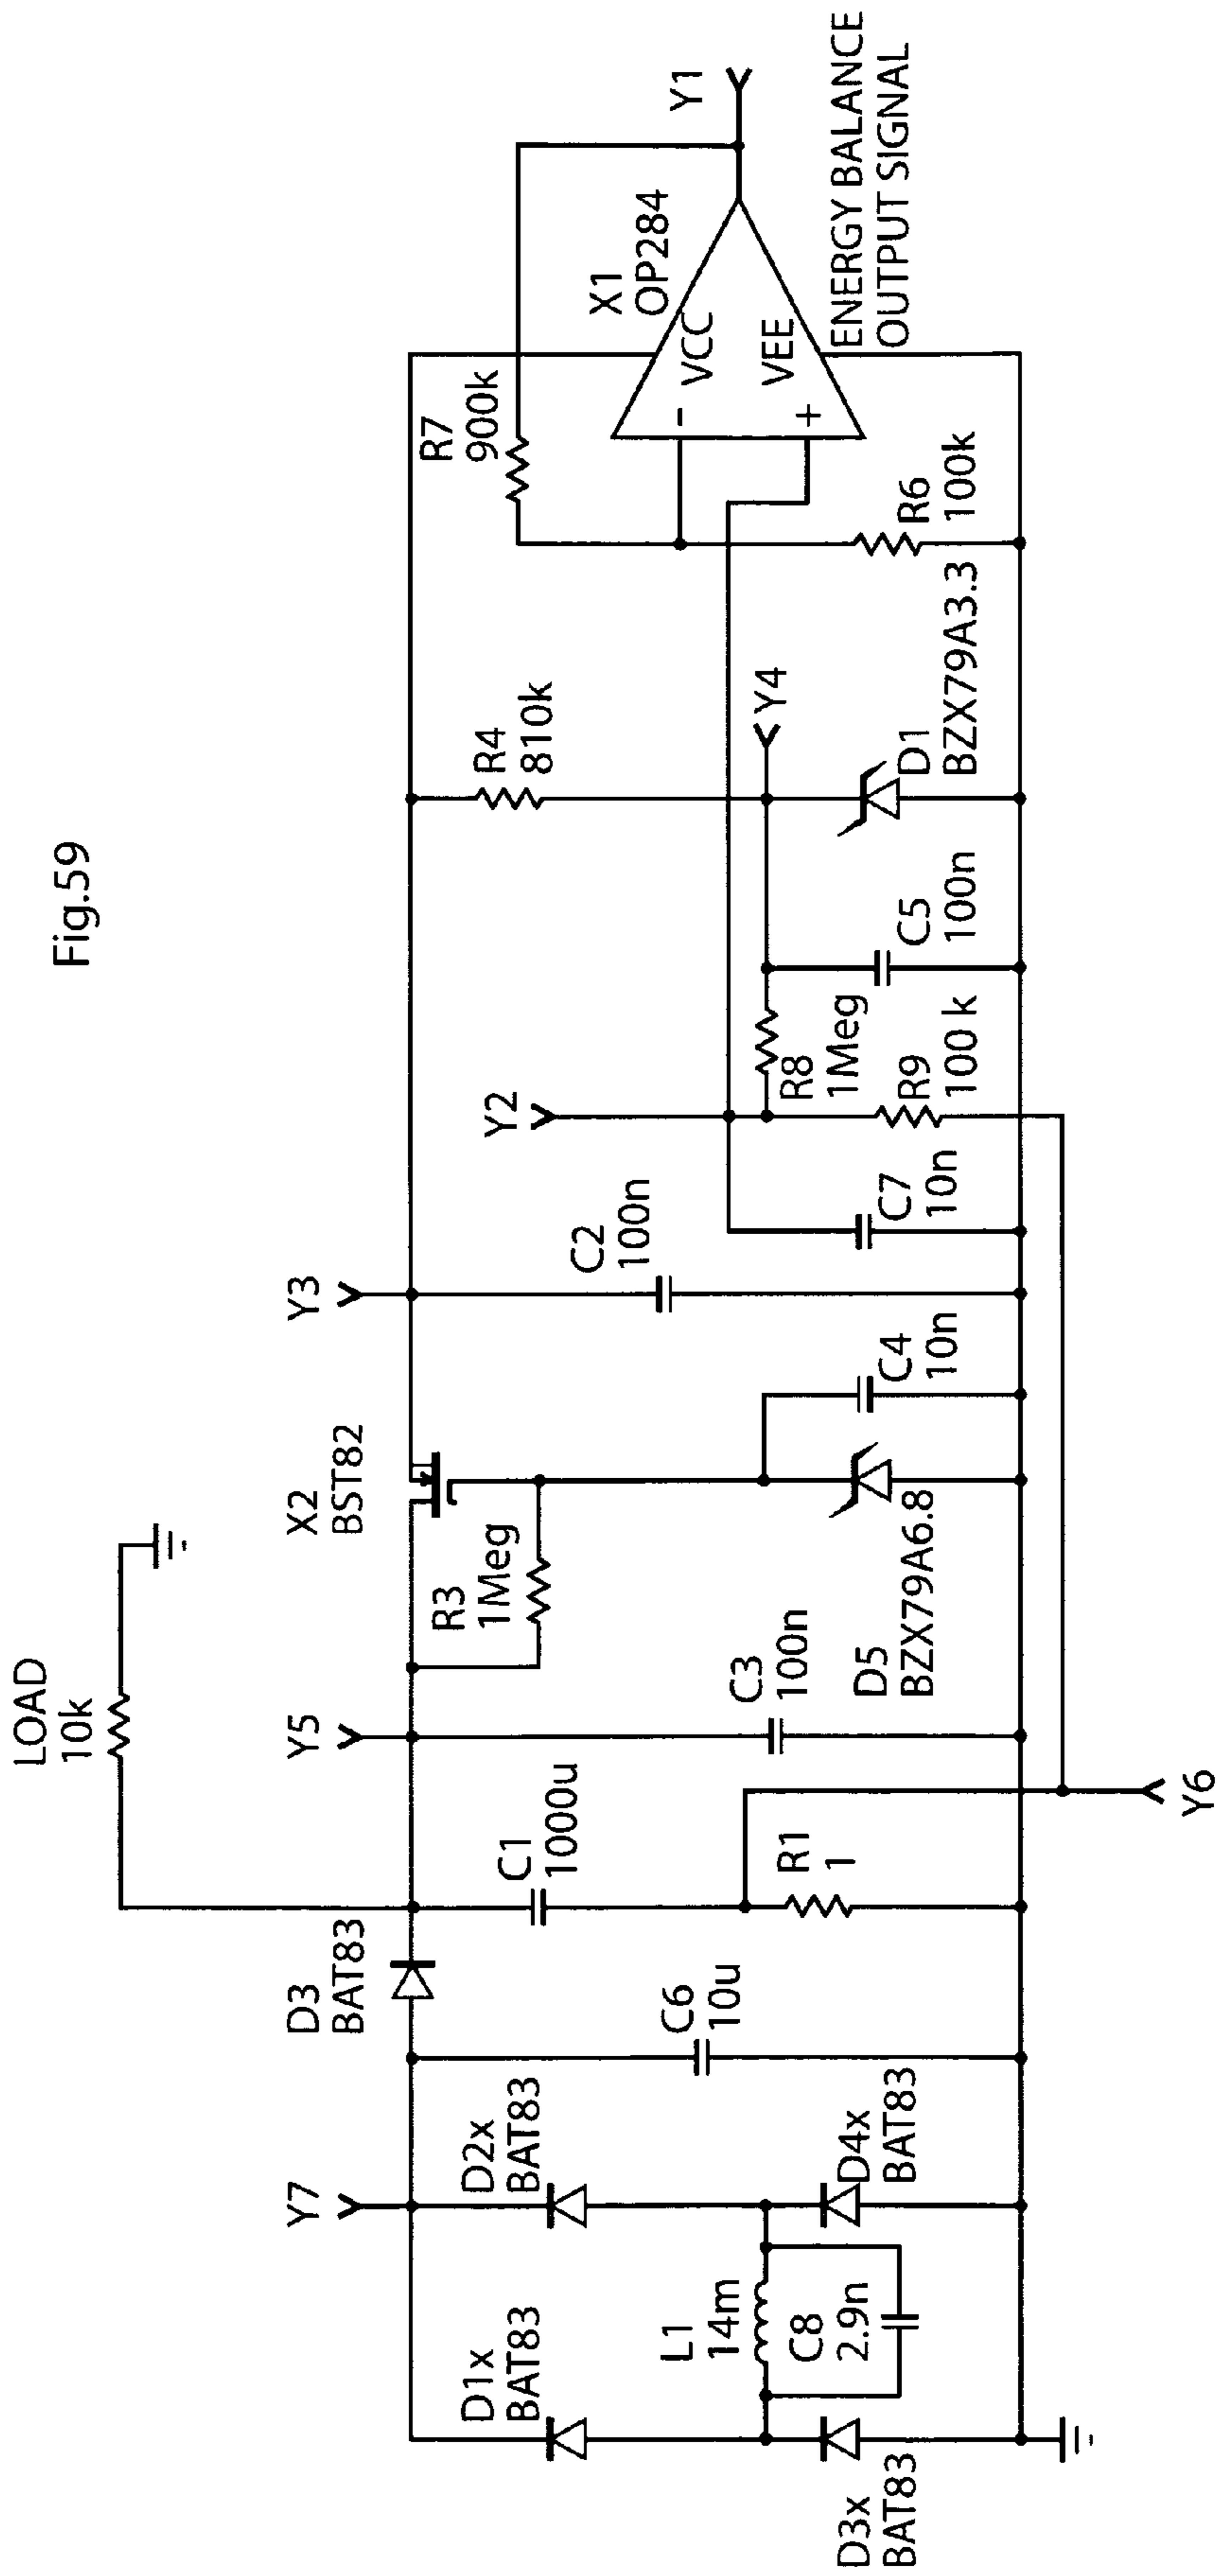 Fig.59
LOAD
10k
D3
BAT83
Y7
D1x
BAT83
D2x
BAT83
L1
14m
C8
2.9n
D3x
BAT83
D4x
BAT83
C6
10u
C1
1000u
R1
1
Y6
Y5
C3
100n
R3
1Meg
X2
BST82
D5
BZX79A6.8
C4
10n
Y3
C2
100n
C7
10n
Y2
R8
1Meg
R9
100 k
C5
100n
R4
810k
Y4
D1
BZX79A3.3
R7
900k
R6
100k
X1
OP284
VCC
VEE
-
+
Y1
ENERGY BALANCE
OUTPUT SIGNAL